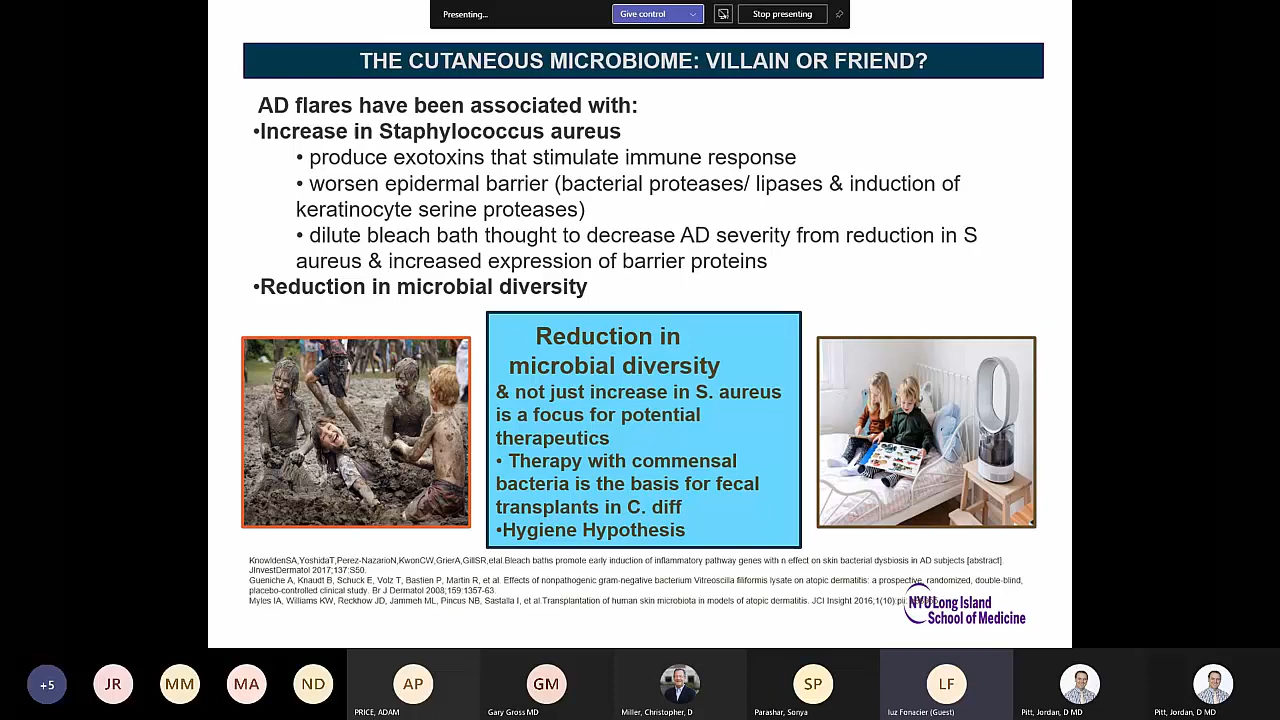 Presenting...
Give control
Stop presenting
THE CUTANEOUS MICROBIOME: VILLAIN OR FRIEND?
AD flares have been associated with:
•Increase in Staphylococcus aureus
• produce exotoxins that stimulate immune response
• worsen epidermal barrier (bacterial proteases/ lipases & induction of
keratinocyte serine proteases)
• dilute bleach bath thought to decrease AD severity from reduction in S
aureus & increased expression of barrier proteins
•Reduction in microbial diversity
Reduction in
microbial diversity
& not just increase in S. aureus
is a focus for potential
therapeutics
• Therapy with commensal
bacteria is the basis for fecal
transplants in C. diff
•Hygiene Hypothesis
KnowldenSA,YoshidaT,Perez-NazarioN,KwonCW,GrierA,GillSR,etal.Bleach baths promote early induction of inflammatory pathway genes with n effect on skin bacterial dysbiosis in AD subjects [abstract].
JInvestDermatol 2017;137:S50.
Gueniche A, Knaudt B, Schuck E, Volz T, Bastien P, Martin R, et al. Effects of nonpathogenic gram-negative bacterium Vitreoscilla filiformis lysate on atopic dermatitis: a prospective, randomized, double-blind,
placebo-controlled clinical study. Br J Dermatol 2008;159:1357-63.
Myles IA, Williams KW, Reckhow JD, Jammeh ML, Pincus NB, Sastalla I, et al.Transplantation of human skin microbiota in models of atopic dermatitis. JCI Insight 2016;1(10):pii:
NYU Long Island
School of Medicine
+5
JR
MM
MA
ND
AP
GM
SP
LF
PRICE, ADAM
Gary Gross MD
Miller, Christopher, D
Parashar, Sonya
luz Fonacier (Guest)
Pitt, Jordan, D MD
Pitt, Jordan, D MD